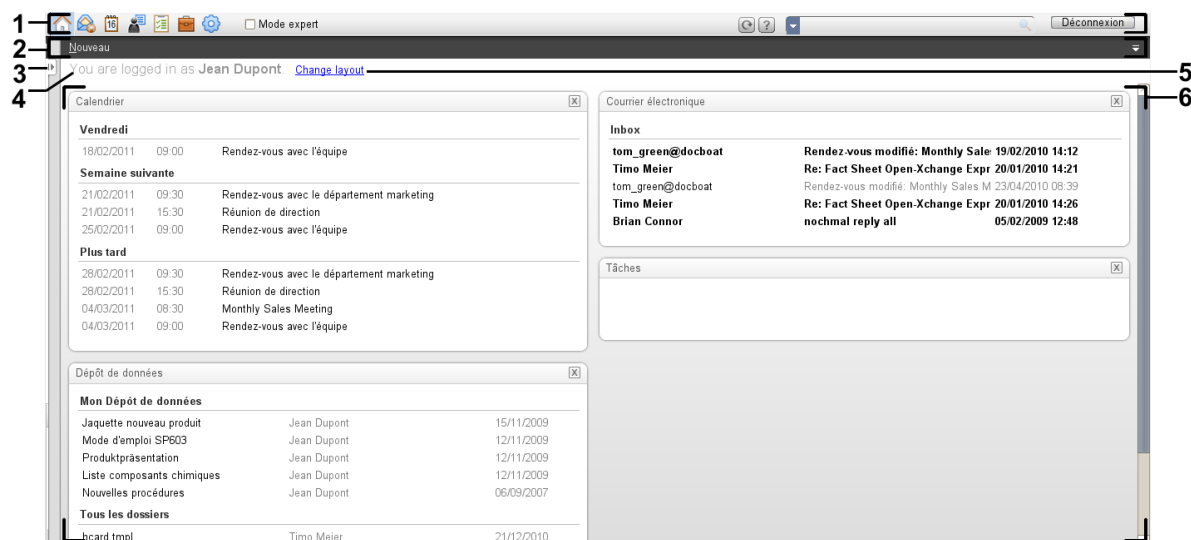 1 16 Mode expert ? Déconnexion
2 Nouveau
3
4 You are logged in as Jean Dupont. Change layout 5
6
Calendrier X
Vendredi
18/02/2011 09:00 Rendez-vous avec l'équipe
Semaine suivante
21/02/2011 09:30 Rendez-vous avec le département marketing
21/02/2011 15:30 Réunion de direction
25/02/2011 09:00 Rendez-vous avec l'équipe
Plus tard
28/02/2011 09:30 Rendez-vous avec le département marketing
28/02/2011 15:30 Réunion de direction
04/03/2011 08:30 Monthly Sales Meeting
04/03/2011 09:00 Rendez-vous avec l'équipe
Courrier électronique X
Inbox
tom_green@docboat Rendez-vous modifié: Monthly Sale 19/02/2010 14:12
Timo Meier Re: Fact Sheet Open-Xchange Expr 20/01/2010 14:21
tom_green@docboat Rendez-vous modifié: Monthly Sales M 23/04/2010 08:39
Timo Meier Re: Fact Sheet Open-Xchange Expr 20/01/2010 14:26
Brian Connor nochmal reply all 05/02/2009 12:48
Tâches X
Dépôt de données X
Mon Dépôt de données
Jaquette nouveau produit Jean Dupont 15/11/2009
Mode d'emploi SP603 Jean Dupont 12/11/2009
Produktpräsentation Jean Dupont 12/11/2009
Liste composants chimiques Jean Dupont 12/11/2009
Nouvelles procédures Jean Dupont 06/09/2007
Tous les dossiers
bcard.tmpl Timo Meier 21/12/2010